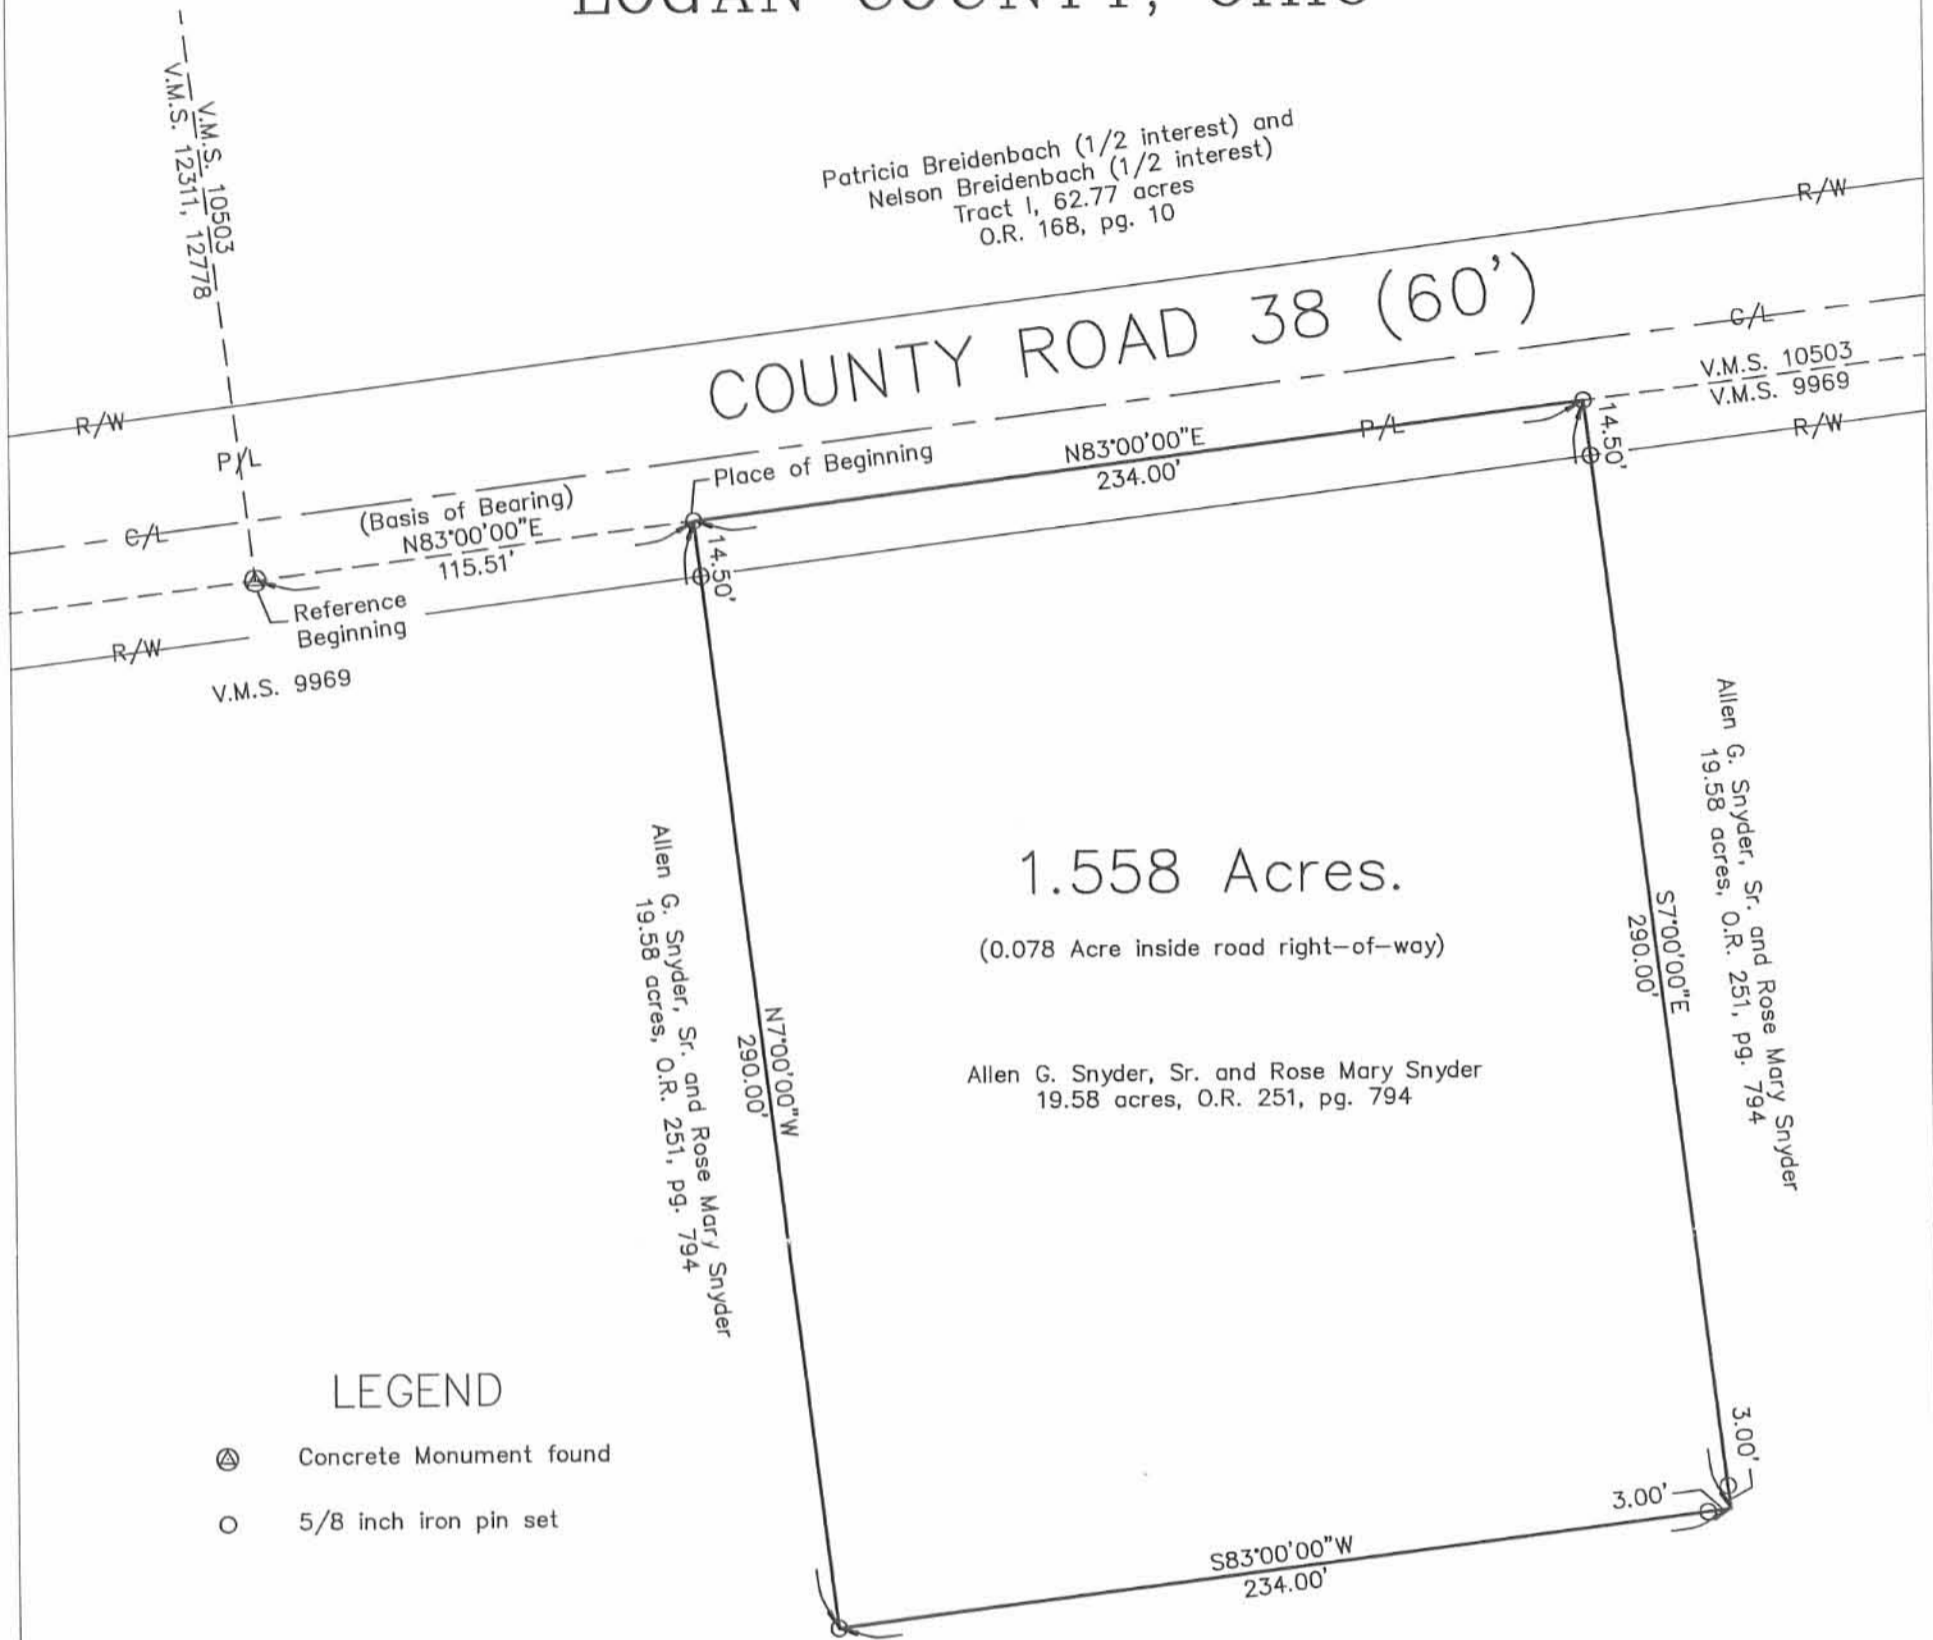 LOGAN COUNTY, OHIO
V.M.S. 10503
V.M.S. 12311, 12778
Patricia Breidenbach (1/2 interest) and
Nelson Breidenbach (1/2 interest)
Tract I, 62.77 acres
O.R. 168, pg. 10
R/W
COUNTY ROAD 38 (60')
C/L
V.M.S. 10503
V.M.S. 9969
R/W
R/W
P/L
C/L
(Basis of Bearing)
N83°00'00"E
115.51'
Place of Beginning
N83°00'00"E
234.00'
P/L
14.50'
14.50'
Reference
Beginning
R/W
V.M.S. 9969
Allen G. Snyder, Sr. and Rose Mary Snyder
19.58 acres, O.R. 251, pg. 794
N7°00'00"W
290.00'
1.558 Acres.
(0.078 Acre inside road right-of-way)
Allen G. Snyder, Sr. and Rose Mary Snyder
19.58 acres, O.R. 251, pg. 794
S7°00'00"E
290.00'
Allen G. Snyder, Sr. and Rose Mary Snyder
19.58 acres, O.R. 251, pg. 794
LEGEND
Concrete Monument found
5/8 inch iron pin set
3.00'
3.00'
S83°00'00"W
234.00'